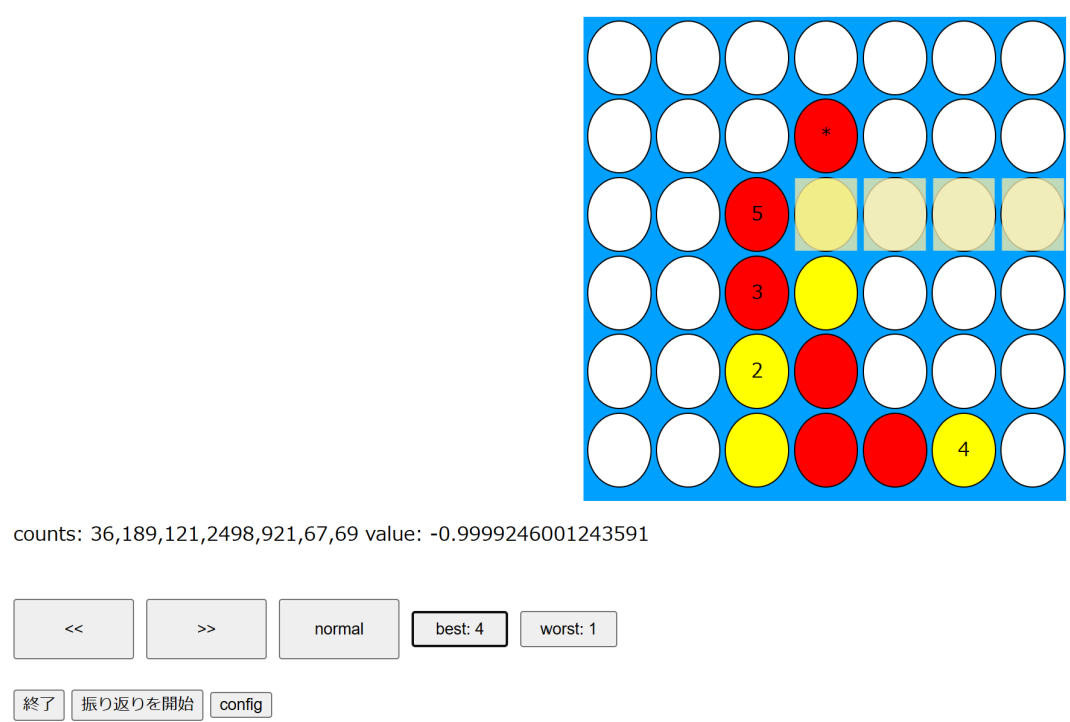 *
5
3
2
4
counts: 36,189,121,2498,921,67,69 value: -0.9999246001243591
<< >> normal best: 4 worst: 1
終了 振り返りを開始 config